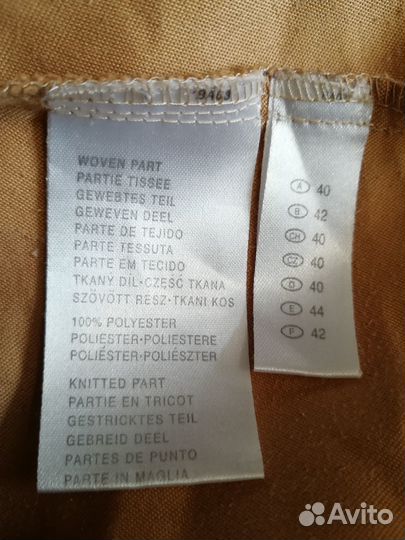 9463
WOVEN PART
PARTIE TISSEE
GEWEBTES TEIL
GEWEVEN DEEL
PARTE DE TEJIDO
PARTE TESSUTA
PARTE EM TECIDO
TKANÝ DÍL-CZĘŚĆ TKANA
SZÖVÖTT RÉSZ-TKANI KOS
100% POLYESTER
POLIESTER-POLIESTERE
POLIÉSTER-POLIÉSZTER
KNITTED PART
PARTIE EN TRICOT
GESTRICKTES TEIL
GEBREID DEEL
PARTES DE PUNTO
PARTE IN MAGLIA
A 40
B 42
CH 40
CZ 40
D 40
E 44
F 42
Avito